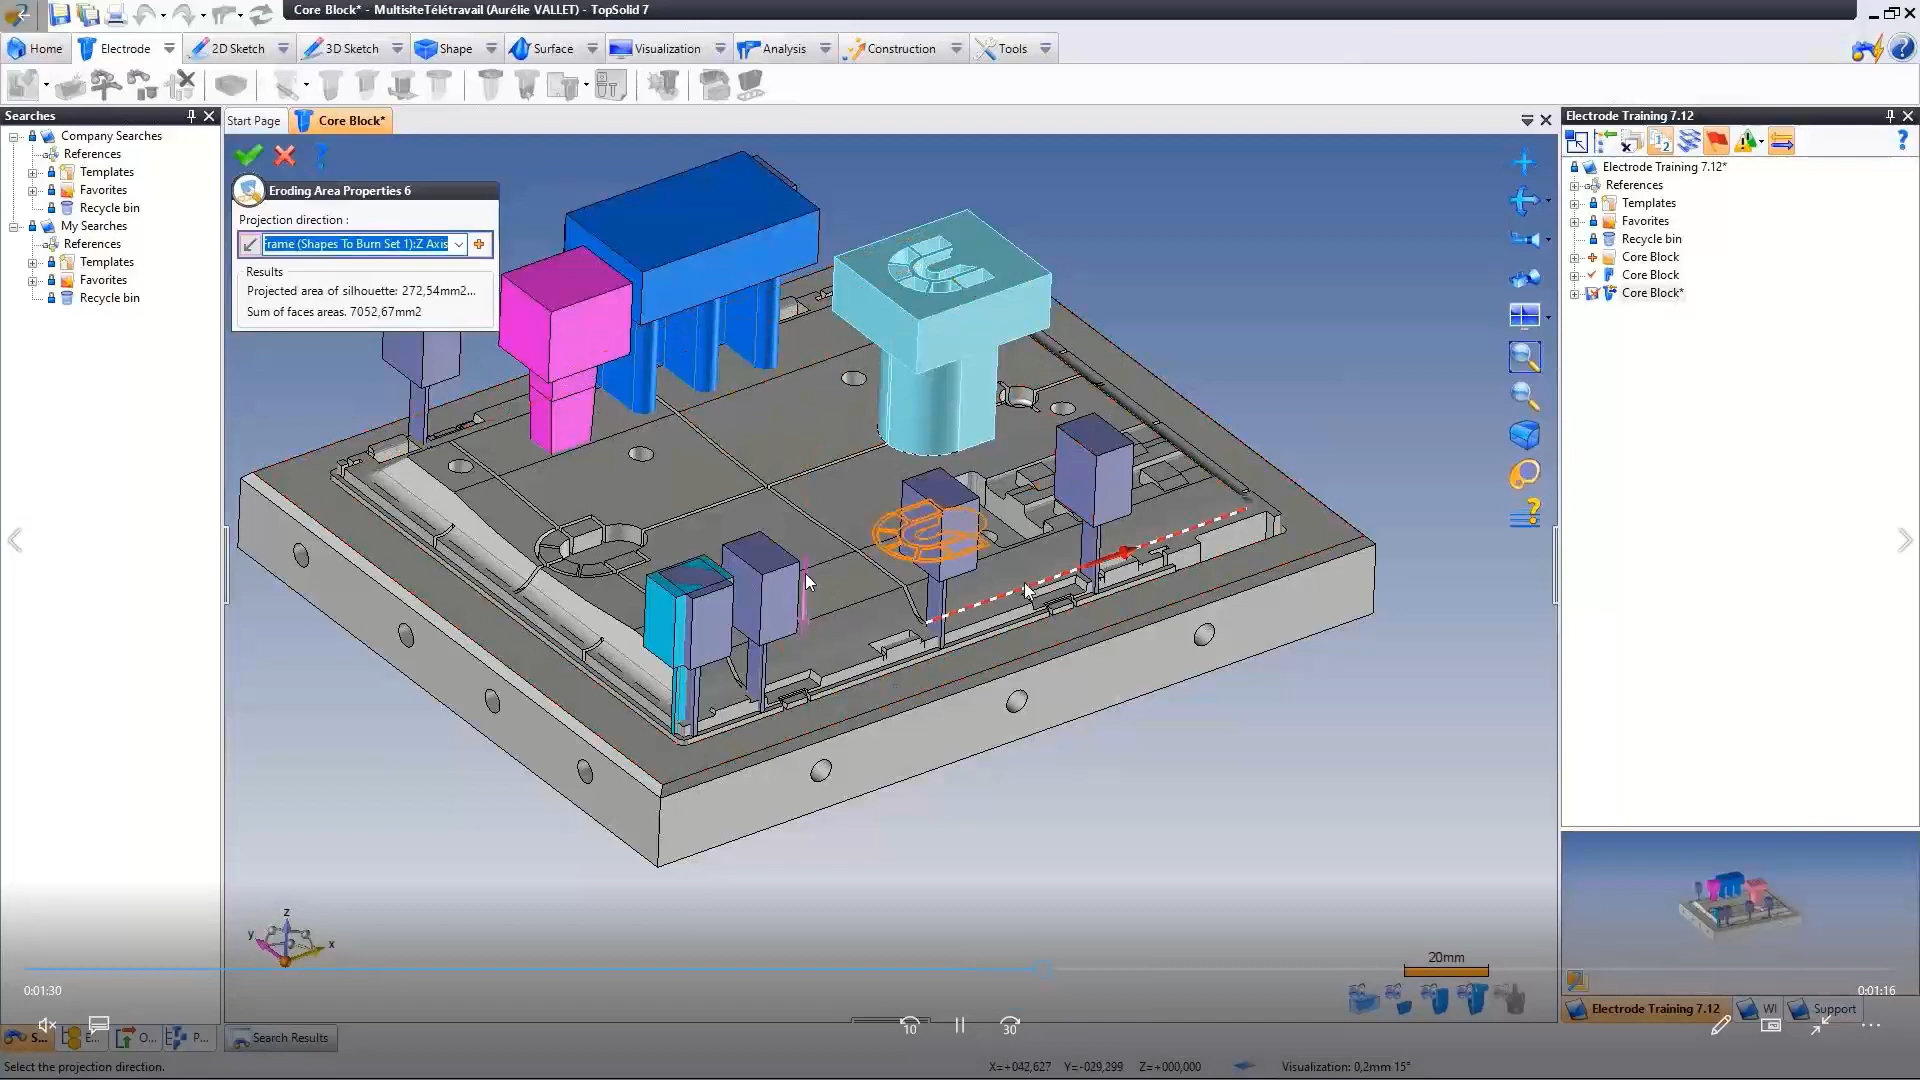 Core Block* - MultisiteTélétravail (Aurélie VALLET) - TopSolid 7
Home
Electrode
2D Sketch
3D Sketch
Shape
Surface
Visualization
Analysis
Construction
Tools
Searches
Company Searches
References
Templates
Favorites
Recycle bin
My Searches
References
Templates
Favorites
Recycle bin
Start Page
Core Block*
Eroding Area Properties 6
Projection direction :
Frame (Shapes To Burn Set 1):Z Axis
Results
Projected area of silhouette: 272,54mm2...
Sum of faces areas. 7052,67mm2
z
y
x
20mm
Electrode Training 7.12
Electrode Training 7.12*
References
Templates
Favorites
Recycle bin
Core Block
Core Block
Core Block*
0:01:30
0:01:16
Electrode Training 7.12
WI
Support
10
30
S...
E...
O...
P...
Search Results
Select the projection direction.
X=+042,627 Y=-029,299 Z=+000,000
Visualization: 0,2mm 15°